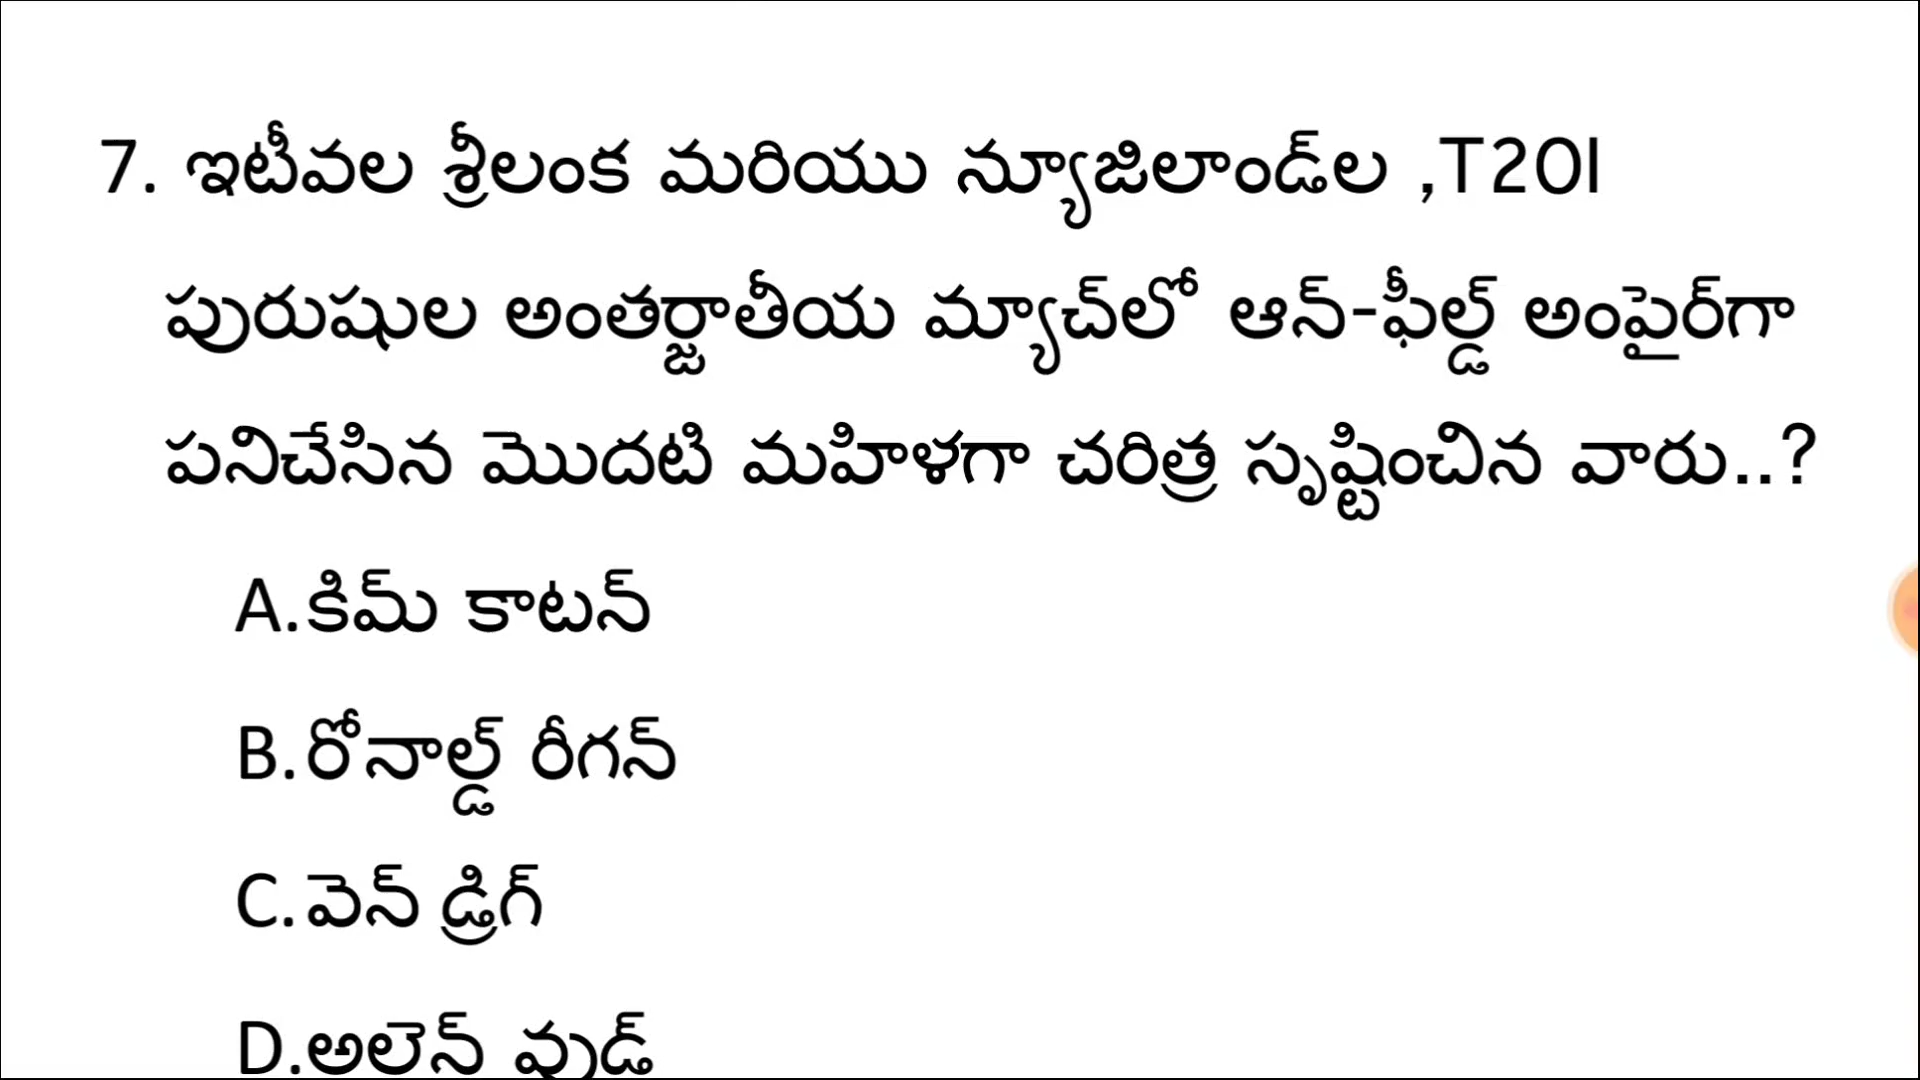 7. ఇటీవల శ్రీలంక మరియు న్యూజిలాండ్‌ల ,T20I
పురుషుల అంతర్జాతీయ మ్యాచ్‌లో ఆన్-ఫీల్డ్ అంపైర్‌గా
పనిచేసిన మొదటి మహిళగా చరిత్ర సృష్టించిన వారు..?
A.కిమ్ కాటన్
B.రోనాల్డ్ రీగన్
C.వెన్ డ్రిగ్
D.అలెన్ వుడ్